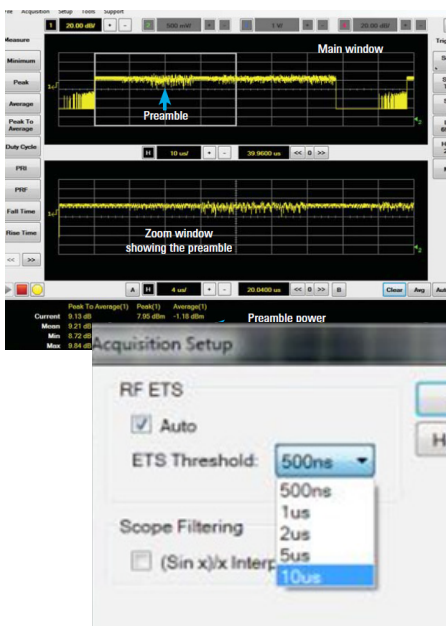 File Acquisition Setup Tools Support
1 20.00 dB/ + - 2 500 mW + - 1 V/ + - 20.00 dB/ + -
Measure
Main window
Trig
Minimum
Peak
Average
Preamble
Peak To
Average
Duty Cycle
H 10 us/ + - 39.9600 us << 0 >>
PRI
PRF
Fall Time
Rise Time
Zoom window
showing the preamble
<< >>
A H 4 us/ + - 20.0400 us << 0 >> B Clear Avg Aut
Peak To Average(1) Peak(1) Average(1)
Preamble power
Current 9.13 dB 7.95 dBm -1.18 dBm
Mean 9.21 dB
Min 8.72 dB
Max 9.84 dB
Acquisition Setup
RF ETS
Auto
ETS Threshold: 500ns
500ns
1us
2us
5us
10us
Scope Filtering
(Sin x)/x Interp